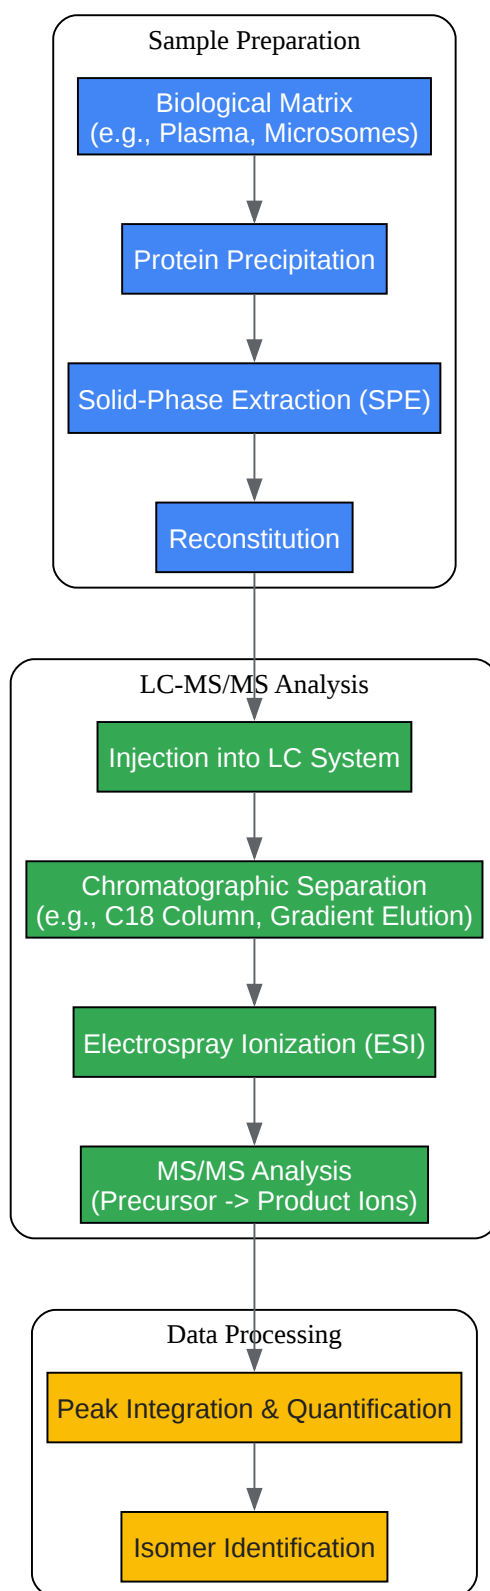 Sample Preparation
Biological Matrix
(e.g., Plasma, Microsomes)
Protein Precipitation
Solid-Phase Extraction (SPE)
Reconstitution
LC-MS/MS Analysis
Injection into LC System
Chromatographic Separation
(e.g., C18 Column, Gradient Elution)
Electrospray Ionization (ESI)
MS/MS Analysis
(Precursor -> Product Ions)
Data Processing
Peak Integration & Quantification
Isomer Identification